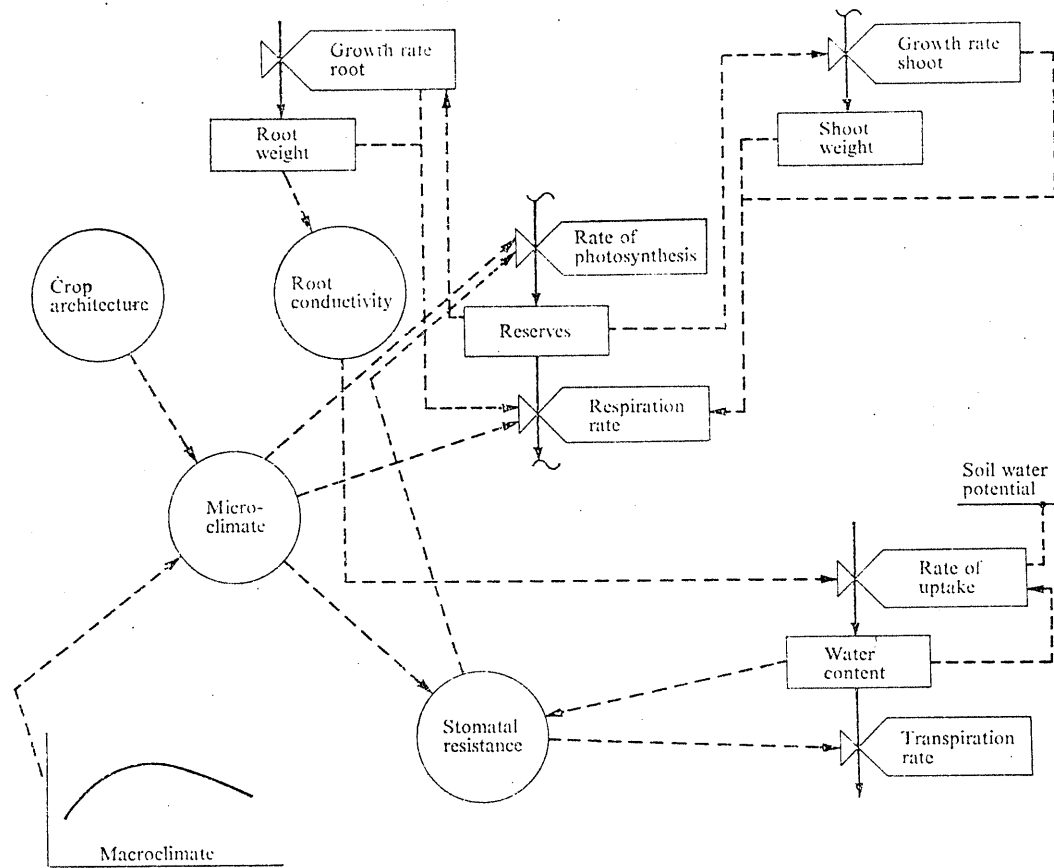 Growth rate
root
Growth rate
shoot
Root
weight
Shoot
weight
Rate of
photosynthesis
Crop
architecture
Root
conductivity
Reserves
Respiration
rate
Soil water
potential
Micro-
climate
Rate of
uptake
Water
content
Stomatal
resistance
Transpiration
rate
Macroclimate